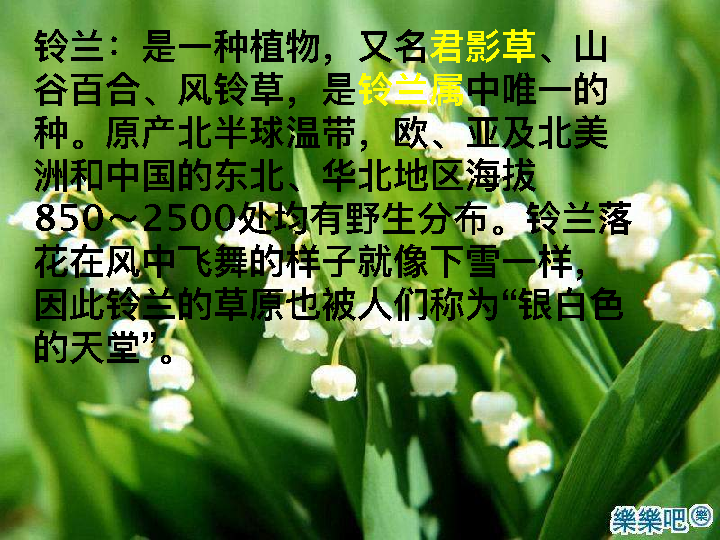 铃兰：是一种植物，又名君影草、山
谷百合、风铃草，是铃兰属中唯一的
种。原产北半球温带，欧、亚及北美
洲和中国的东北、华北地区海拔
850～2500处均有野生分布。铃兰落
花在风中飞舞的样子就像下雪一样，
因此铃兰的草原也被人们称为“银白色
的天堂”。
樂樂吧 樂